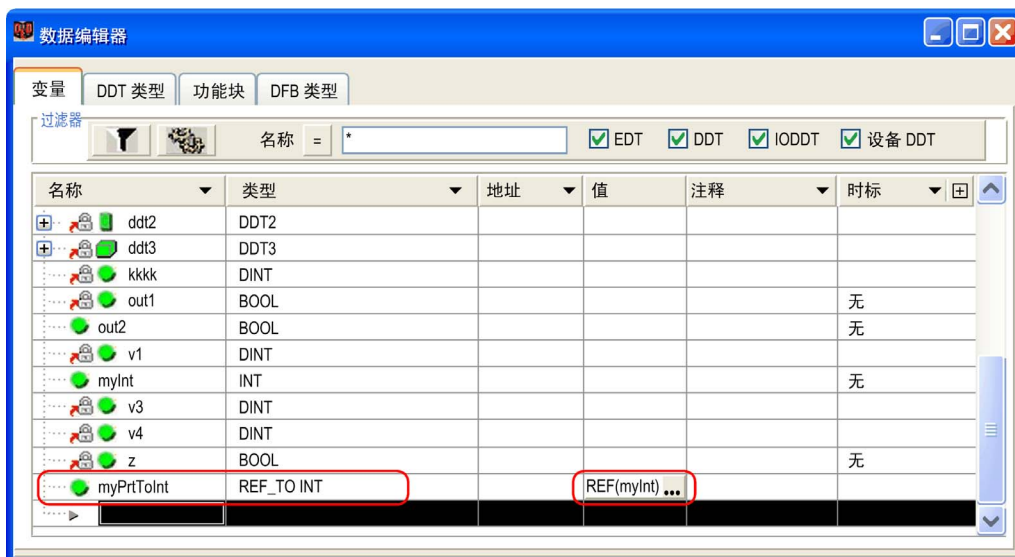 数据编辑器
变量 DDT 类型 功能块 DFB 类型
过滤器
名称 = * EDT DDT IODDT 设备 DDT
名称 类型 地址 值 注释 时标
ddt2 DDT2
ddt3 DDT3
kkkk DINT
out1 BOOL 无
out2 BOOL 无
v1 DINT
myInt INT 无
v3 DINT
v4 DINT
z BOOL 无
myPrtToInt REF_TO INT REF(myInt) ...